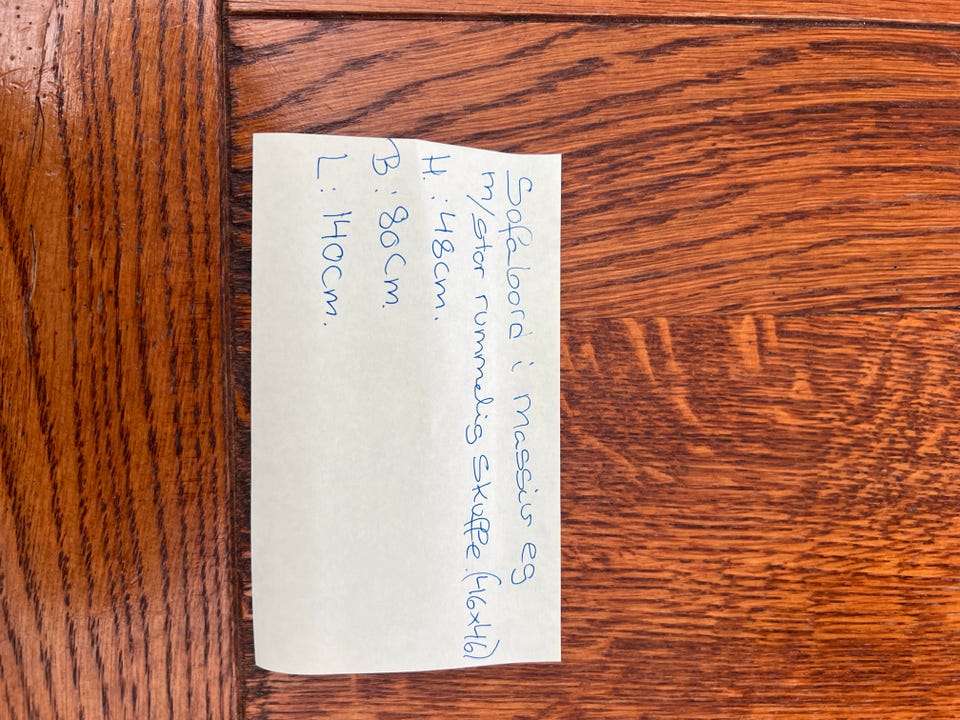 Sofabord i massiv eg
m/stor rummelig skuffe.(46x46)
H.: 48cm.
B: 80cm.
L: 140cm.